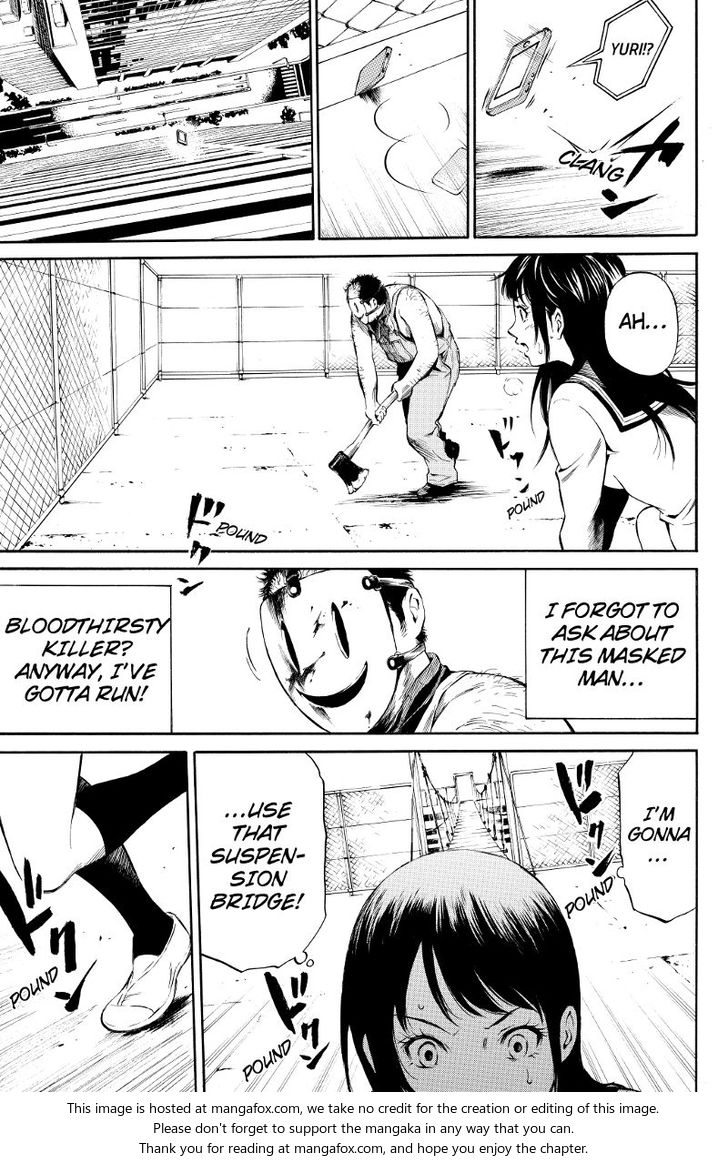 YURI!?
CLANG
AH...
POUND
POUND
I FORGOT TO
ASK ABOUT
THIS MASKED
MAN...
BLOODTHIRSTY
KILLER?
ANYWAY, I'VE
GOTTA RUN!
I'M
GONNA
...
...USE
THAT
SUSPEN-
SION
BRIDGE!
POUND
POUND
POUND
This image is hosted at mangafox.com, we take no credit for the creation or editing of this image.
Please don't forget to support the mangaka in any way that you can.
Thank you for reading at mangafox.com, and hope you enjoy the chapter.